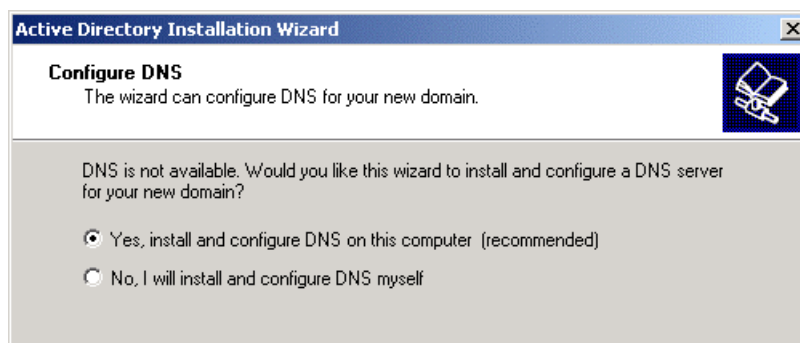 Active Directory Installation Wizard
Configure DNS
The wizard can configure DNS for your new domain.
DNS is not available. Would you like this wizard to install and configure a DNS server
for your new domain?
Yes, install and configure DNS on this computer (recommended)
No, I will install and configure DNS myself